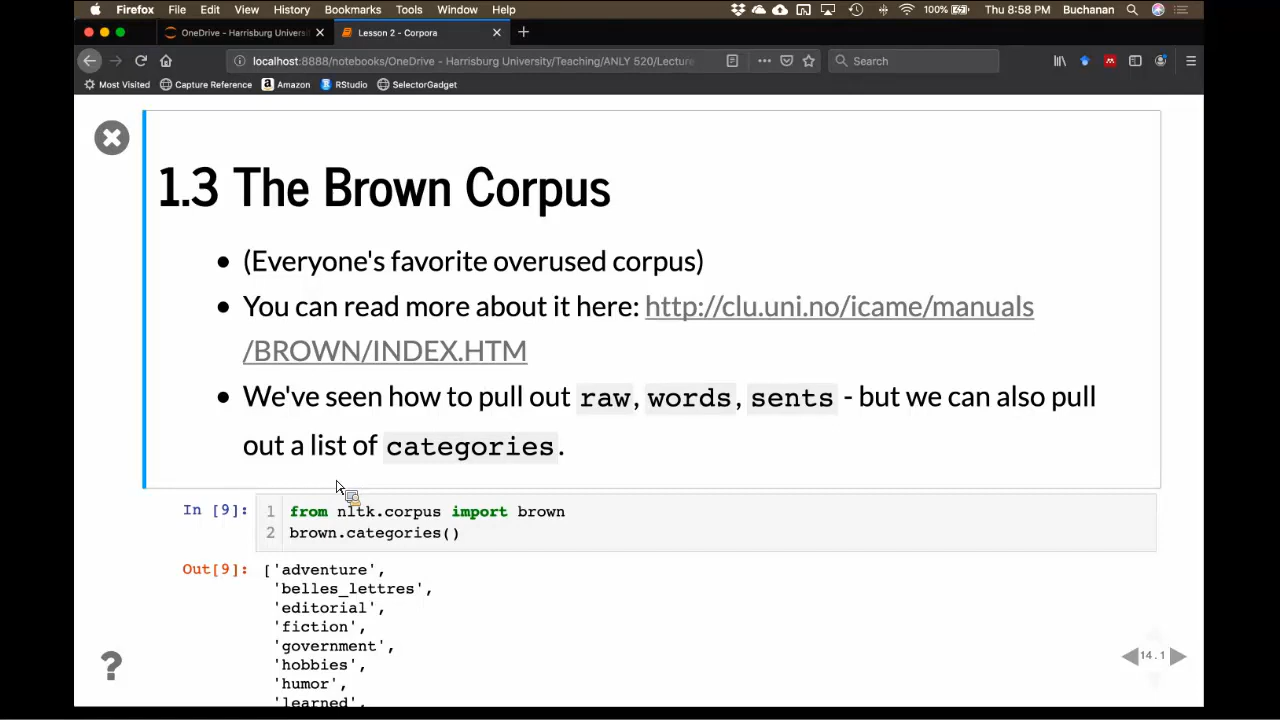 Firefox File Edit View History Bookmarks Tools Window Help 100% Thu 8:58 PM Buchanan
OneDrive - Harrisburg Universi Lesson 2 - Corpora
localhost:8888/notebooks/OneDrive - Harrisburg University/Teaching/ANLY 520/Lecture Search
Most Visited Capture Reference Amazon RStudio SelectorGadget
1.3 The Brown Corpus
(Everyone's favorite overused corpus)
You can read more about it here: http://clu.uni.no/icame/manuals
/BROWN/INDEX.HTM
We've seen how to pull out raw, words, sents - but we can also pull
out a list of categories.
In [9]: 1 from nltk.corpus import brown
2 brown.categories()
Out[9]: ['adventure',
'belles_lettres',
'editorial',
'fiction',
'government',
'hobbies',
'humor',
'learned',
14.1
?